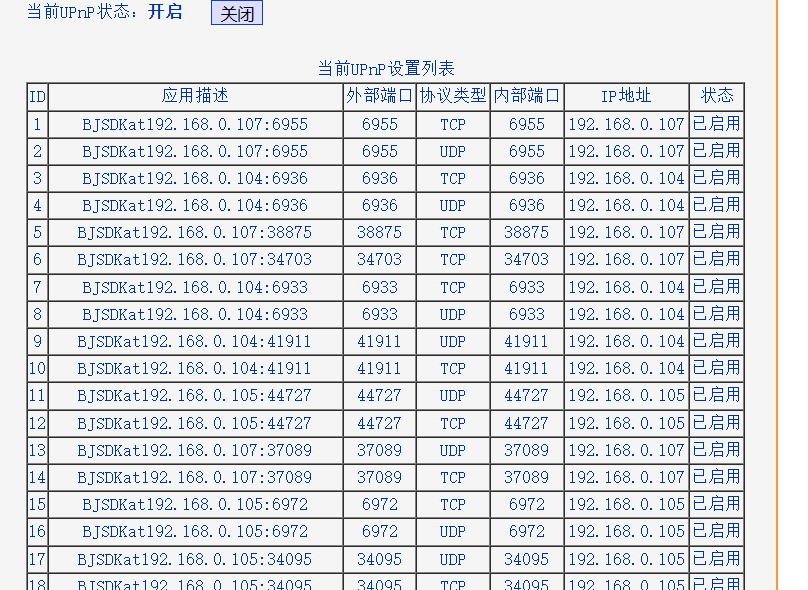 当前UPnP状态：开启 关闭
当前UPnP设置列表
ID 应用描述 外部端口 协议类型 内部端口 IP地址 状态
1 BJSDKat192.168.0.107:6955 6955 TCP 6955 192.168.0.107 已启用
2 BJSDKat192.168.0.107:6955 6955 UDP 6955 192.168.0.107 已启用
3 BJSDKat192.168.0.104:6936 6936 TCP 6936 192.168.0.104 已启用
4 BJSDKat192.168.0.104:6936 6936 UDP 6936 192.168.0.104 已启用
5 BJSDKat192.168.0.107:38875 38875 TCP 38875 192.168.0.107 已启用
6 BJSDKat192.168.0.107:34703 34703 TCP 34703 192.168.0.107 已启用
7 BJSDKat192.168.0.104:6933 6933 TCP 6933 192.168.0.104 已启用
8 BJSDKat192.168.0.104:6933 6933 UDP 6933 192.168.0.104 已启用
9 BJSDKat192.168.0.104:41911 41911 UDP 41911 192.168.0.104 已启用
10 BJSDKat192.168.0.104:41911 41911 TCP 41911 192.168.0.104 已启用
11 BJSDKat192.168.0.105:44727 44727 UDP 44727 192.168.0.105 已启用
12 BJSDKat192.168.0.105:44727 44727 TCP 44727 192.168.0.105 已启用
13 BJSDKat192.168.0.107:37089 37089 UDP 37089 192.168.0.107 已启用
14 BJSDKat192.168.0.107:37089 37089 TCP 37089 192.168.0.107 已启用
15 BJSDKat192.168.0.105:6972 6972 TCP 6972 192.168.0.105 已启用
16 BJSDKat192.168.0.105:6972 6972 UDP 6972 192.168.0.105 已启用
17 BJSDKat192.168.0.105:34095 34095 UDP 34095 192.168.0.105 已启用
18 BJSDKat192.168.0.105:34095 34095 TCP 34095 192.168.0.105 已启用